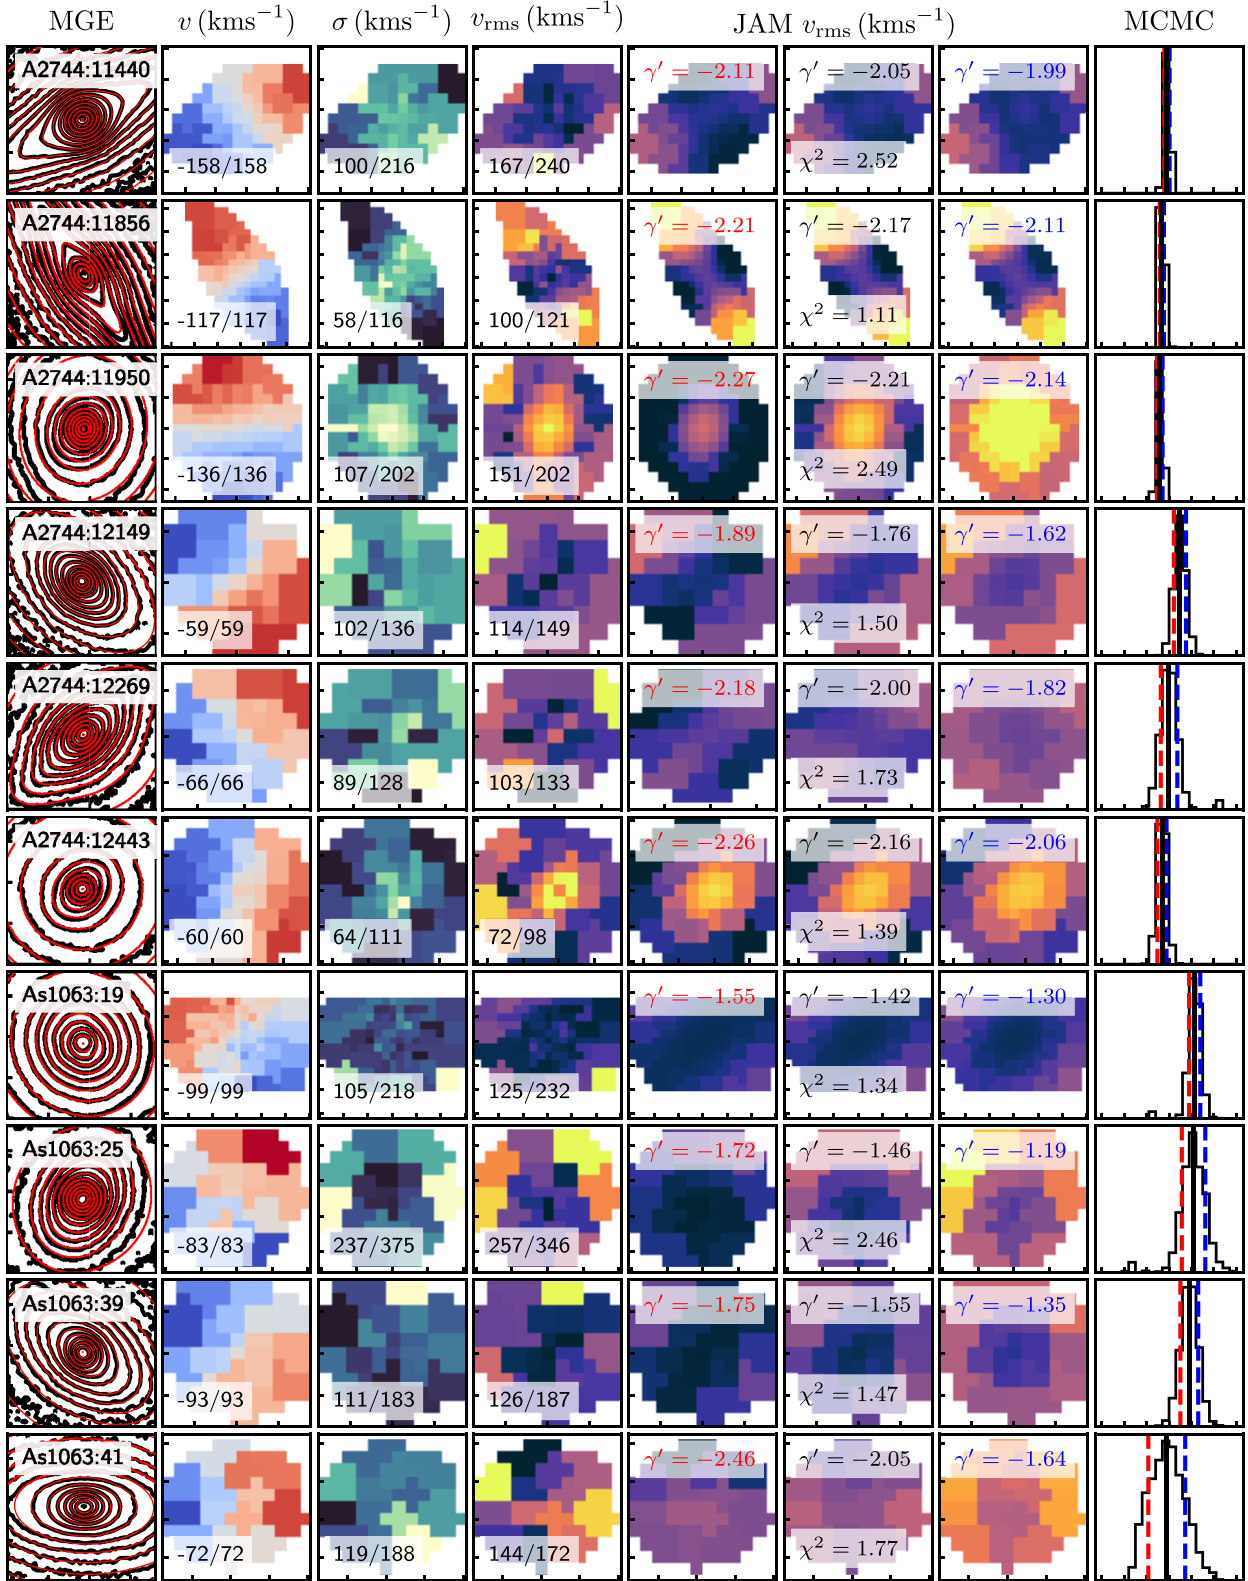 MGE v (kms⁻¹) σ (kms⁻¹) v_rms (kms⁻¹) JAM v_rms (kms⁻¹) MCMC
A2744:11440 γ′ = −2.11 γ′ = −2.05 γ′ = −1.99
-158/158 100/216 167/240 χ² = 2.52
A2744:11856 γ′ = −2.21 γ′ = −2.17 γ′ = −2.11
-117/117 58/116 100/121 χ² = 1.11
A2744:11950 γ′ = −2.27 γ′ = −2.21 γ′ = −2.14
-136/136 107/202 151/202 χ² = 2.49
A2744:12149 γ′ = −1.89 γ′ = −1.76 γ′ = −1.62
-59/59 102/136 114/149 χ² = 1.50
A2744:12269 γ′ = −2.18 γ′ = −2.00 γ′ = −1.82
-66/66 89/128 103/133 χ² = 1.73
A2744:12443 γ′ = −2.26 γ′ = −2.16 γ′ = −2.06
-60/60 64/111 72/98 χ² = 1.39
As1063:19 γ′ = −1.55 γ′ = −1.42 γ′ = −1.30
-99/99 105/218 125/232 χ² = 1.34
As1063:25 γ′ = −1.72 γ′ = −1.46 γ′ = −1.19
-83/83 237/375 257/346 χ² = 2.46
As1063:39 γ′ = −1.75 γ′ = −1.55 γ′ = −1.35
-93/93 111/183 126/187 χ² = 1.47
As1063:41 γ′ = −2.46 γ′ = −2.05 γ′ = −1.64
-72/72 119/188 144/172 χ² = 1.77